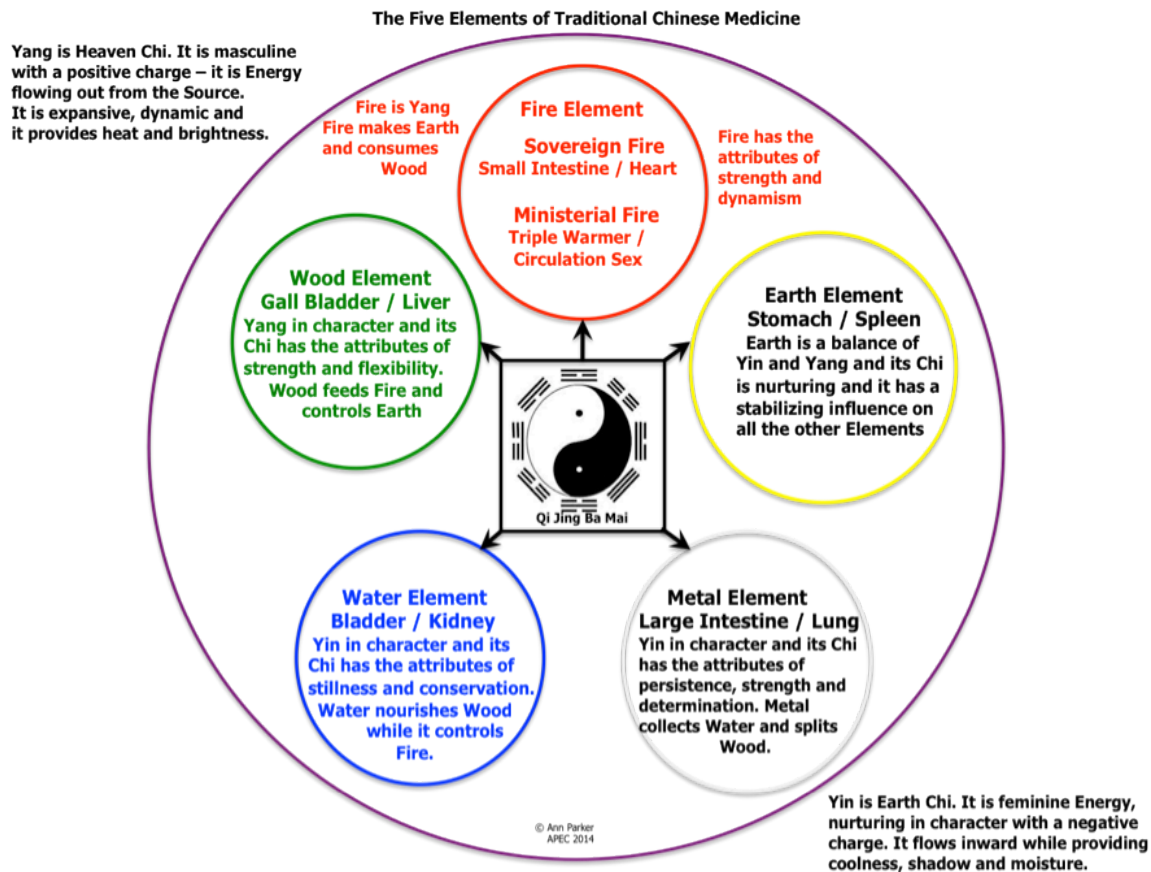 The Five Elements of Traditional Chinese Medicine
Yang is Heaven Chi. It is masculine
with a positive charge – it is Energy
flowing out from the Source.
It is expansive, dynamic and
it provides heat and brightness.
Fire is Yang
Fire makes Earth
and consumes
Wood
Fire Element
Sovereign Fire
Small Intestine / Heart
Ministerial Fire
Triple Warmer /
Circulation Sex
Fire has the
attributes of
strength and
dynamism
Wood Element
Gall Bladder / Liver
Yang in character and its
Chi has the attributes of
strength and flexibility.
Wood feeds Fire and
controls Earth
Earth Element
Stomach / Spleen
Earth is a balance of
Yin and Yang and its Chi
is nurturing and it has a
stabilizing influence on
all the other Elements
Qi Jing Ba Mai
Water Element
Bladder / Kidney
Yin in character and its
Chi has the attributes of
stillness and conservation.
Water nourishes Wood
while it controls
Fire.
Metal Element
Large Intestine / Lung
Yin in character and its Chi
has the attributes of
persistence, strength and
determination. Metal
collects Water and splits
Wood.
Yin is Earth Chi. It is feminine Energy,
nurturing in character with a negative
charge. It flows inward while providing
coolness, shadow and moisture.
© Ann Parker
APEC 2014